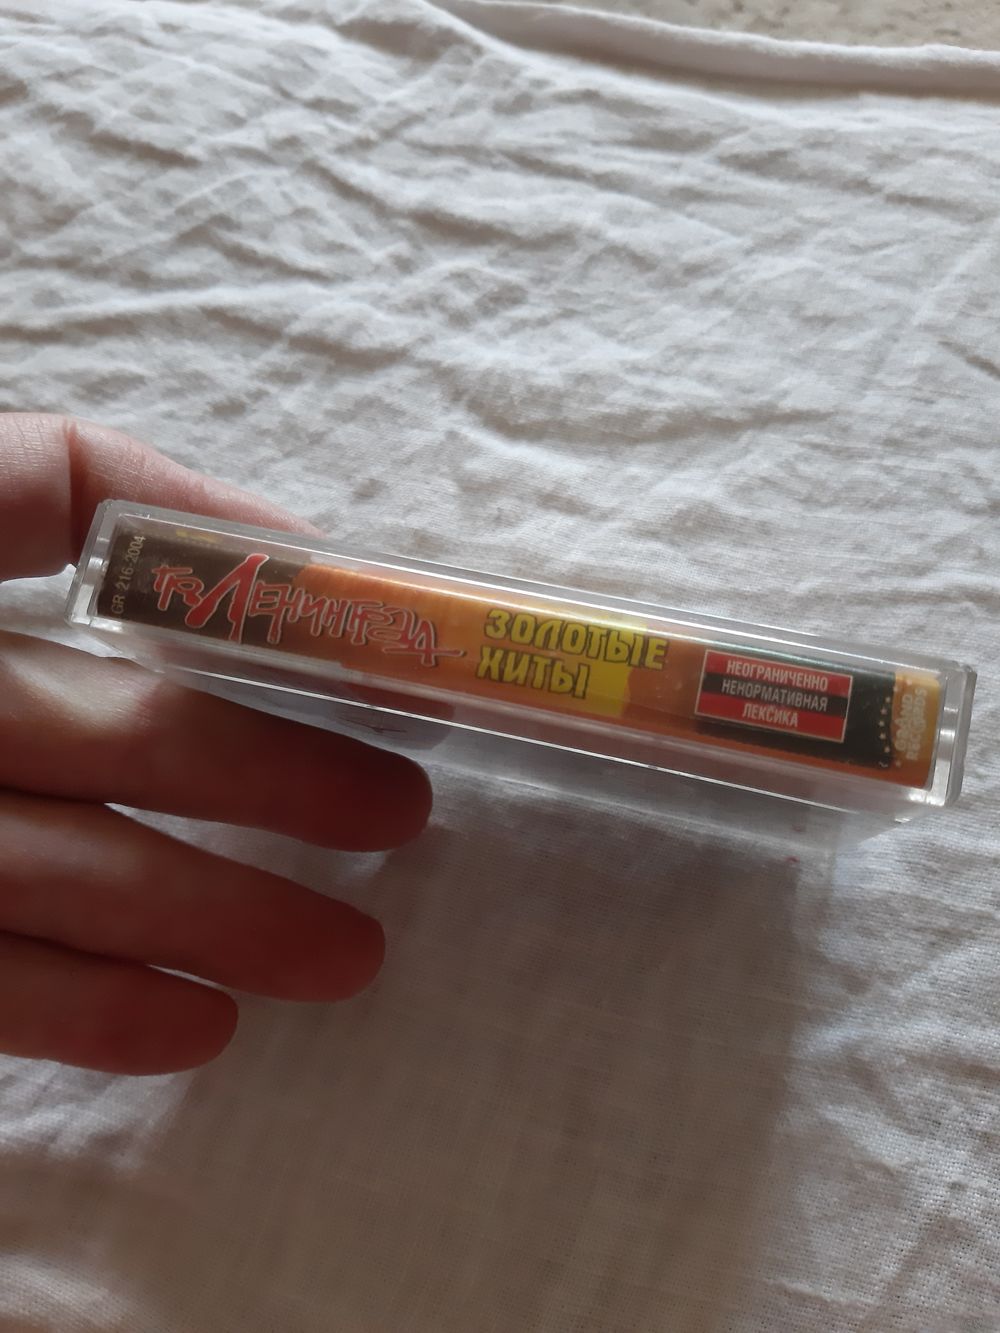 GR 216-2004
ГР. ЛЕНИНГРАД
ЗОЛОТЫЕ
ХИТЫ
НЕОГРАНИЧЕННО
НЕНОРМАТИВНАЯ
ЛЕКСИКА
GRAND
RECORDS